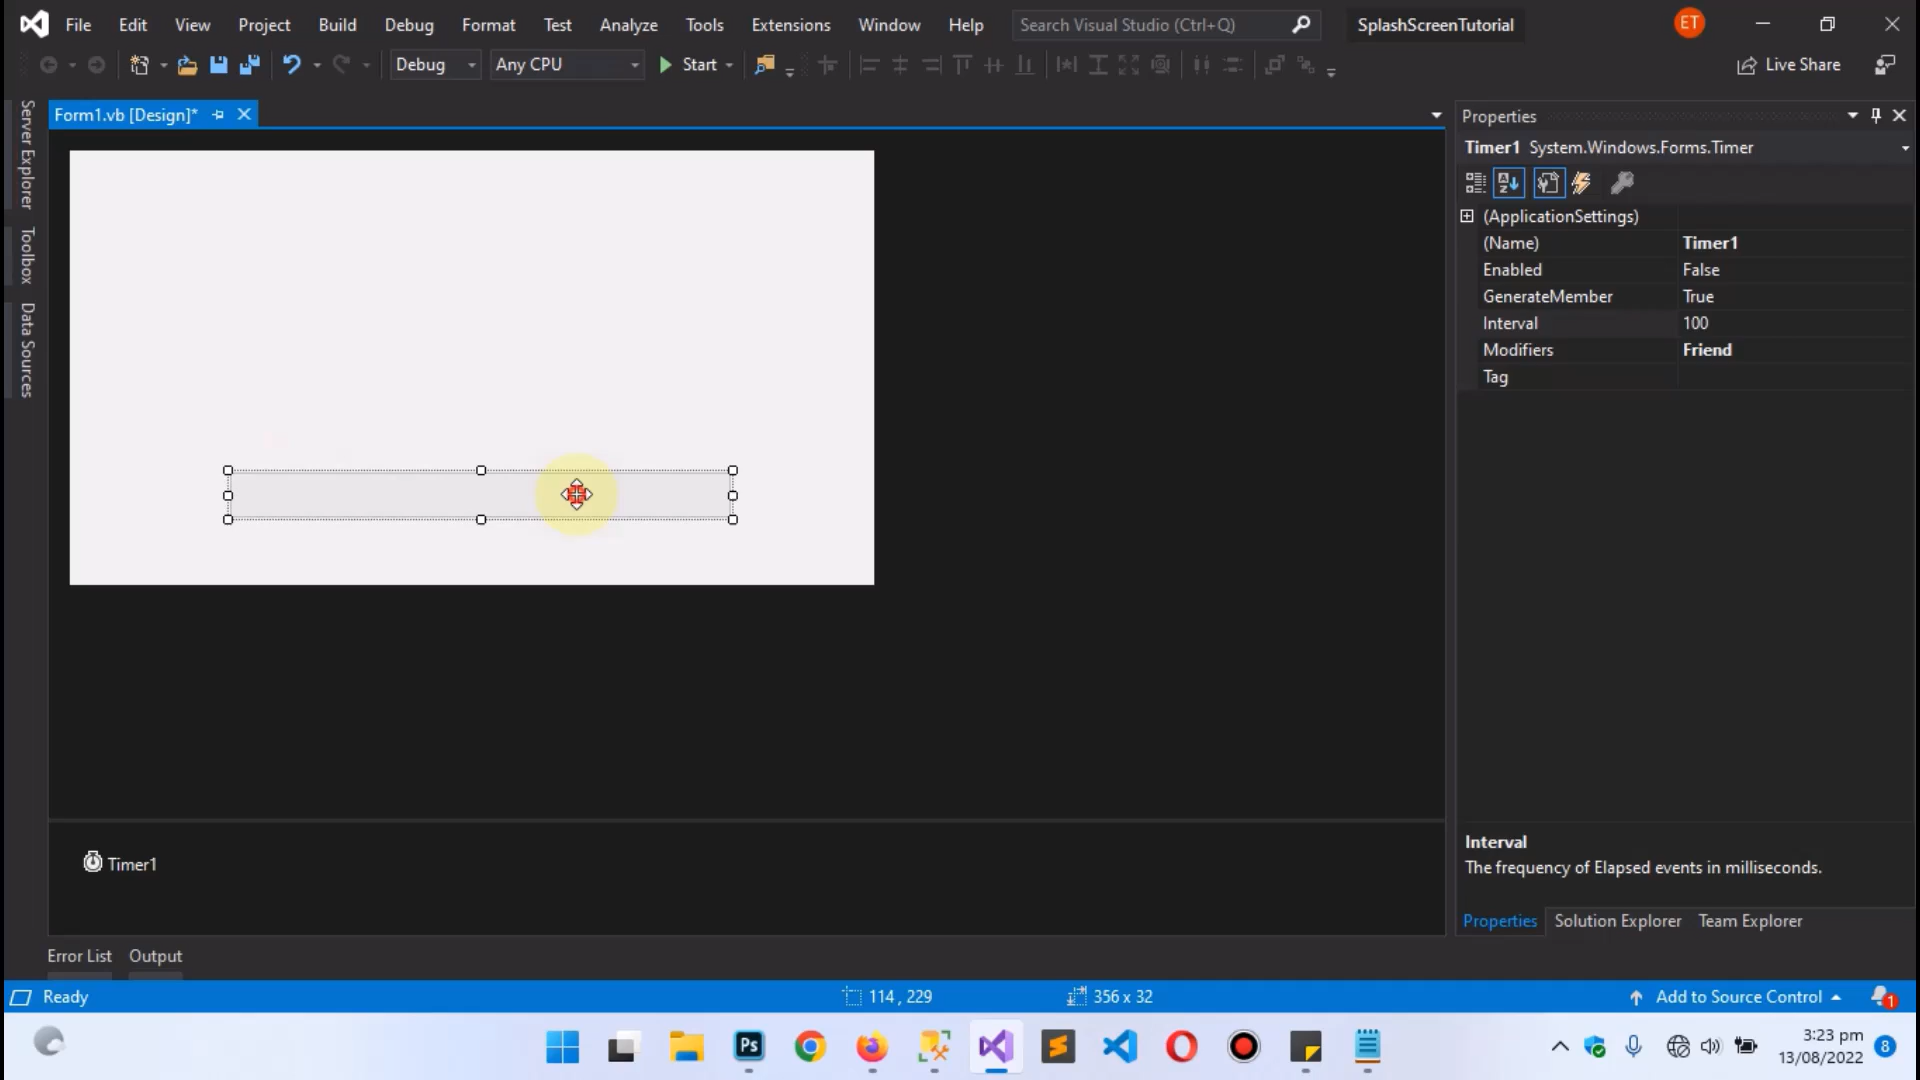 File Edit View Project Build Debug Format Test Analyze Tools Extensions Window Help Search Visual Studio (Ctrl+Q) SplashScreenTutorial ET
Debug Any CPU Start Live Share
Server Explorer
Toolbox
Data Sources
Form1.vb [Design]*
Properties
Timer1 System.Windows.Forms.Timer
(ApplicationSettings)
(Name) Timer1
Enabled False
GenerateMember True
Interval 100
Modifiers Friend
Tag
Timer1
Interval
The frequency of Elapsed events in milliseconds.
Properties Solution Explorer Team Explorer
Error List Output
Ready 114 , 229 356 x 32 Add to Source Control 1
Ps
3:23 pm
13/08/2022 8